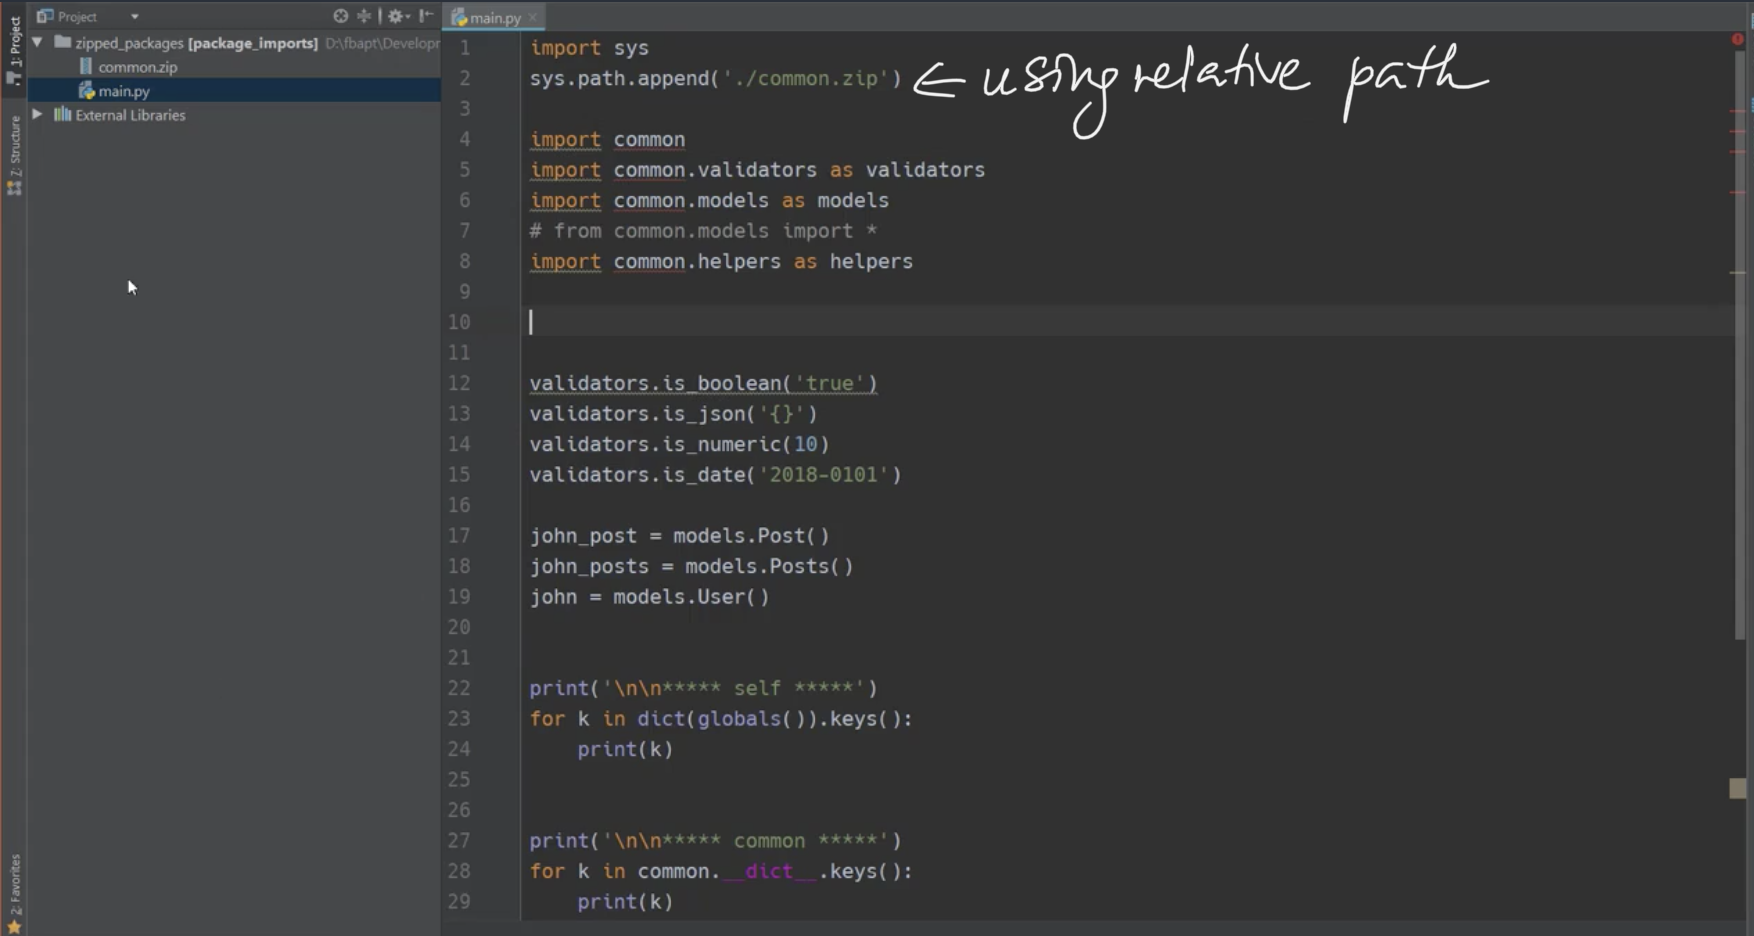 Project
main.py
zipped_packages [package_imports] D:\fbapt\Developr
common.zip
main.py
External Libraries
1: Project
Z: Structure
2: Favorites
1 import sys
2 sys.path.append('./common.zip') ← using relative path
3
4 import common
5 import common.validators as validators
6 import common.models as models
7 # from common.models import *
8 import common.helpers as helpers
9
10
11
12 validators.is_boolean('true')
13 validators.is_json('{}')
14 validators.is_numeric(10)
15 validators.is_date('2018-0101')
16
17 john_post = models.Post()
18 john_posts = models.Posts()
19 john = models.User()
20
21
22 print('\n\n***** self *****')
23 for k in dict(globals()).keys():
24 print(k)
25
26
27 print('\n\n***** common *****')
28 for k in common.__dict__.keys():
29 print(k)